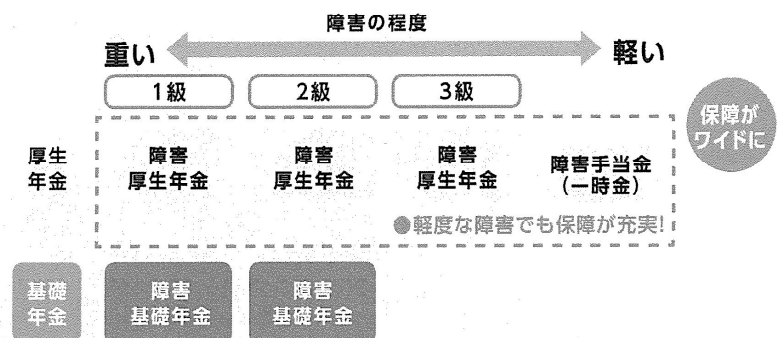 障害の程度
重い
軽い
1級
2級
3級
保障が
ワイドに
厚生
年金
障害
厚生年金
障害
厚生年金
障害
厚生年金
障害手当金
(一時金)
●軽度な障害でも保障が充実!
基礎
年金
障害
基礎年金
障害
基礎年金